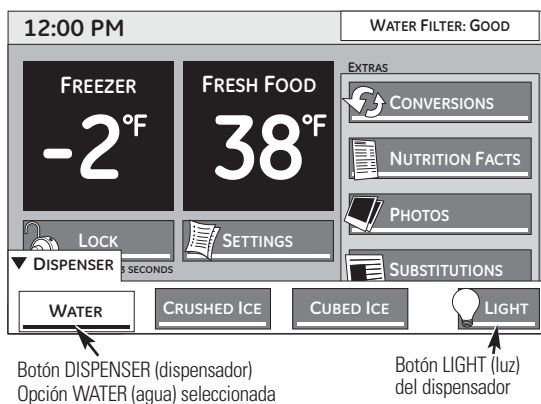 12:00 PM
WATER FILTER: GOOD
FREEZER
-2°F
FRESH FOOD
38°F
EXTRAS
CONVERSIONS
NUTRITION FACTS
PHOTOS
SUBSTITUTIONS
LOCK
3 SECONDS
SETTINGS
▼ DISPENSER
WATER
CRUSHED ICE
CUBED ICE
LIGHT
Botón DISPENSER (dispensador)
Opción WATER (agua) seleccionada
Botón LIGHT (luz)
del dispensador